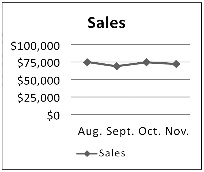 Sales
$100,000
$75,000
$50,000
$25,000
$0
Aug. Sept. Oct. Nov.
Sales